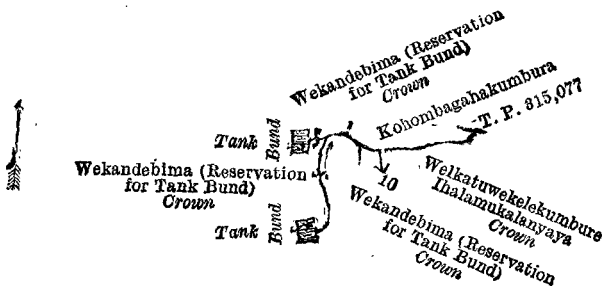 Wekandebima (Reservation
for Tank Bund)
Crown
Kohombagahakumbura
T. P. 315,077
Tank
Bund
Wekandebima (Reservation
for Tank Bund)
Crown
Tank
Bund
10
Welkatuwekelekumbure
Ihalamukalanyaya
Crown
Wekandebima (Reservation
for Tank Bund)
Crown